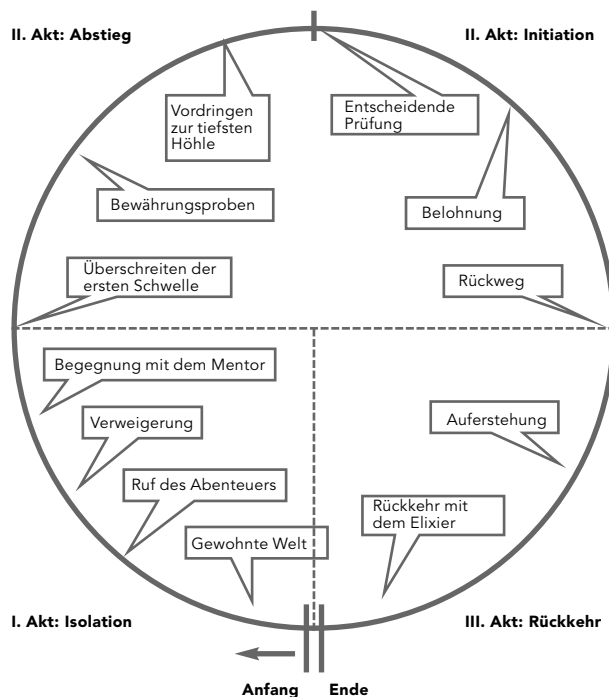 II. Akt: Abstieg
II. Akt: Initiation
Vordringen
zur tiefsten
Höhle
Entscheidende
Prüfung
Bewährungsproben
Belohnung
Überschreiten der
ersten Schwelle
Rückweg
Begegnung mit dem Mentor
Verweigerung
Auferstehung
Ruf des Abenteuers
Rückkehr mit
dem Elixier
Gewohnte Welt
I. Akt: Isolation
III. Akt: Rückkehr
Anfang
Ende